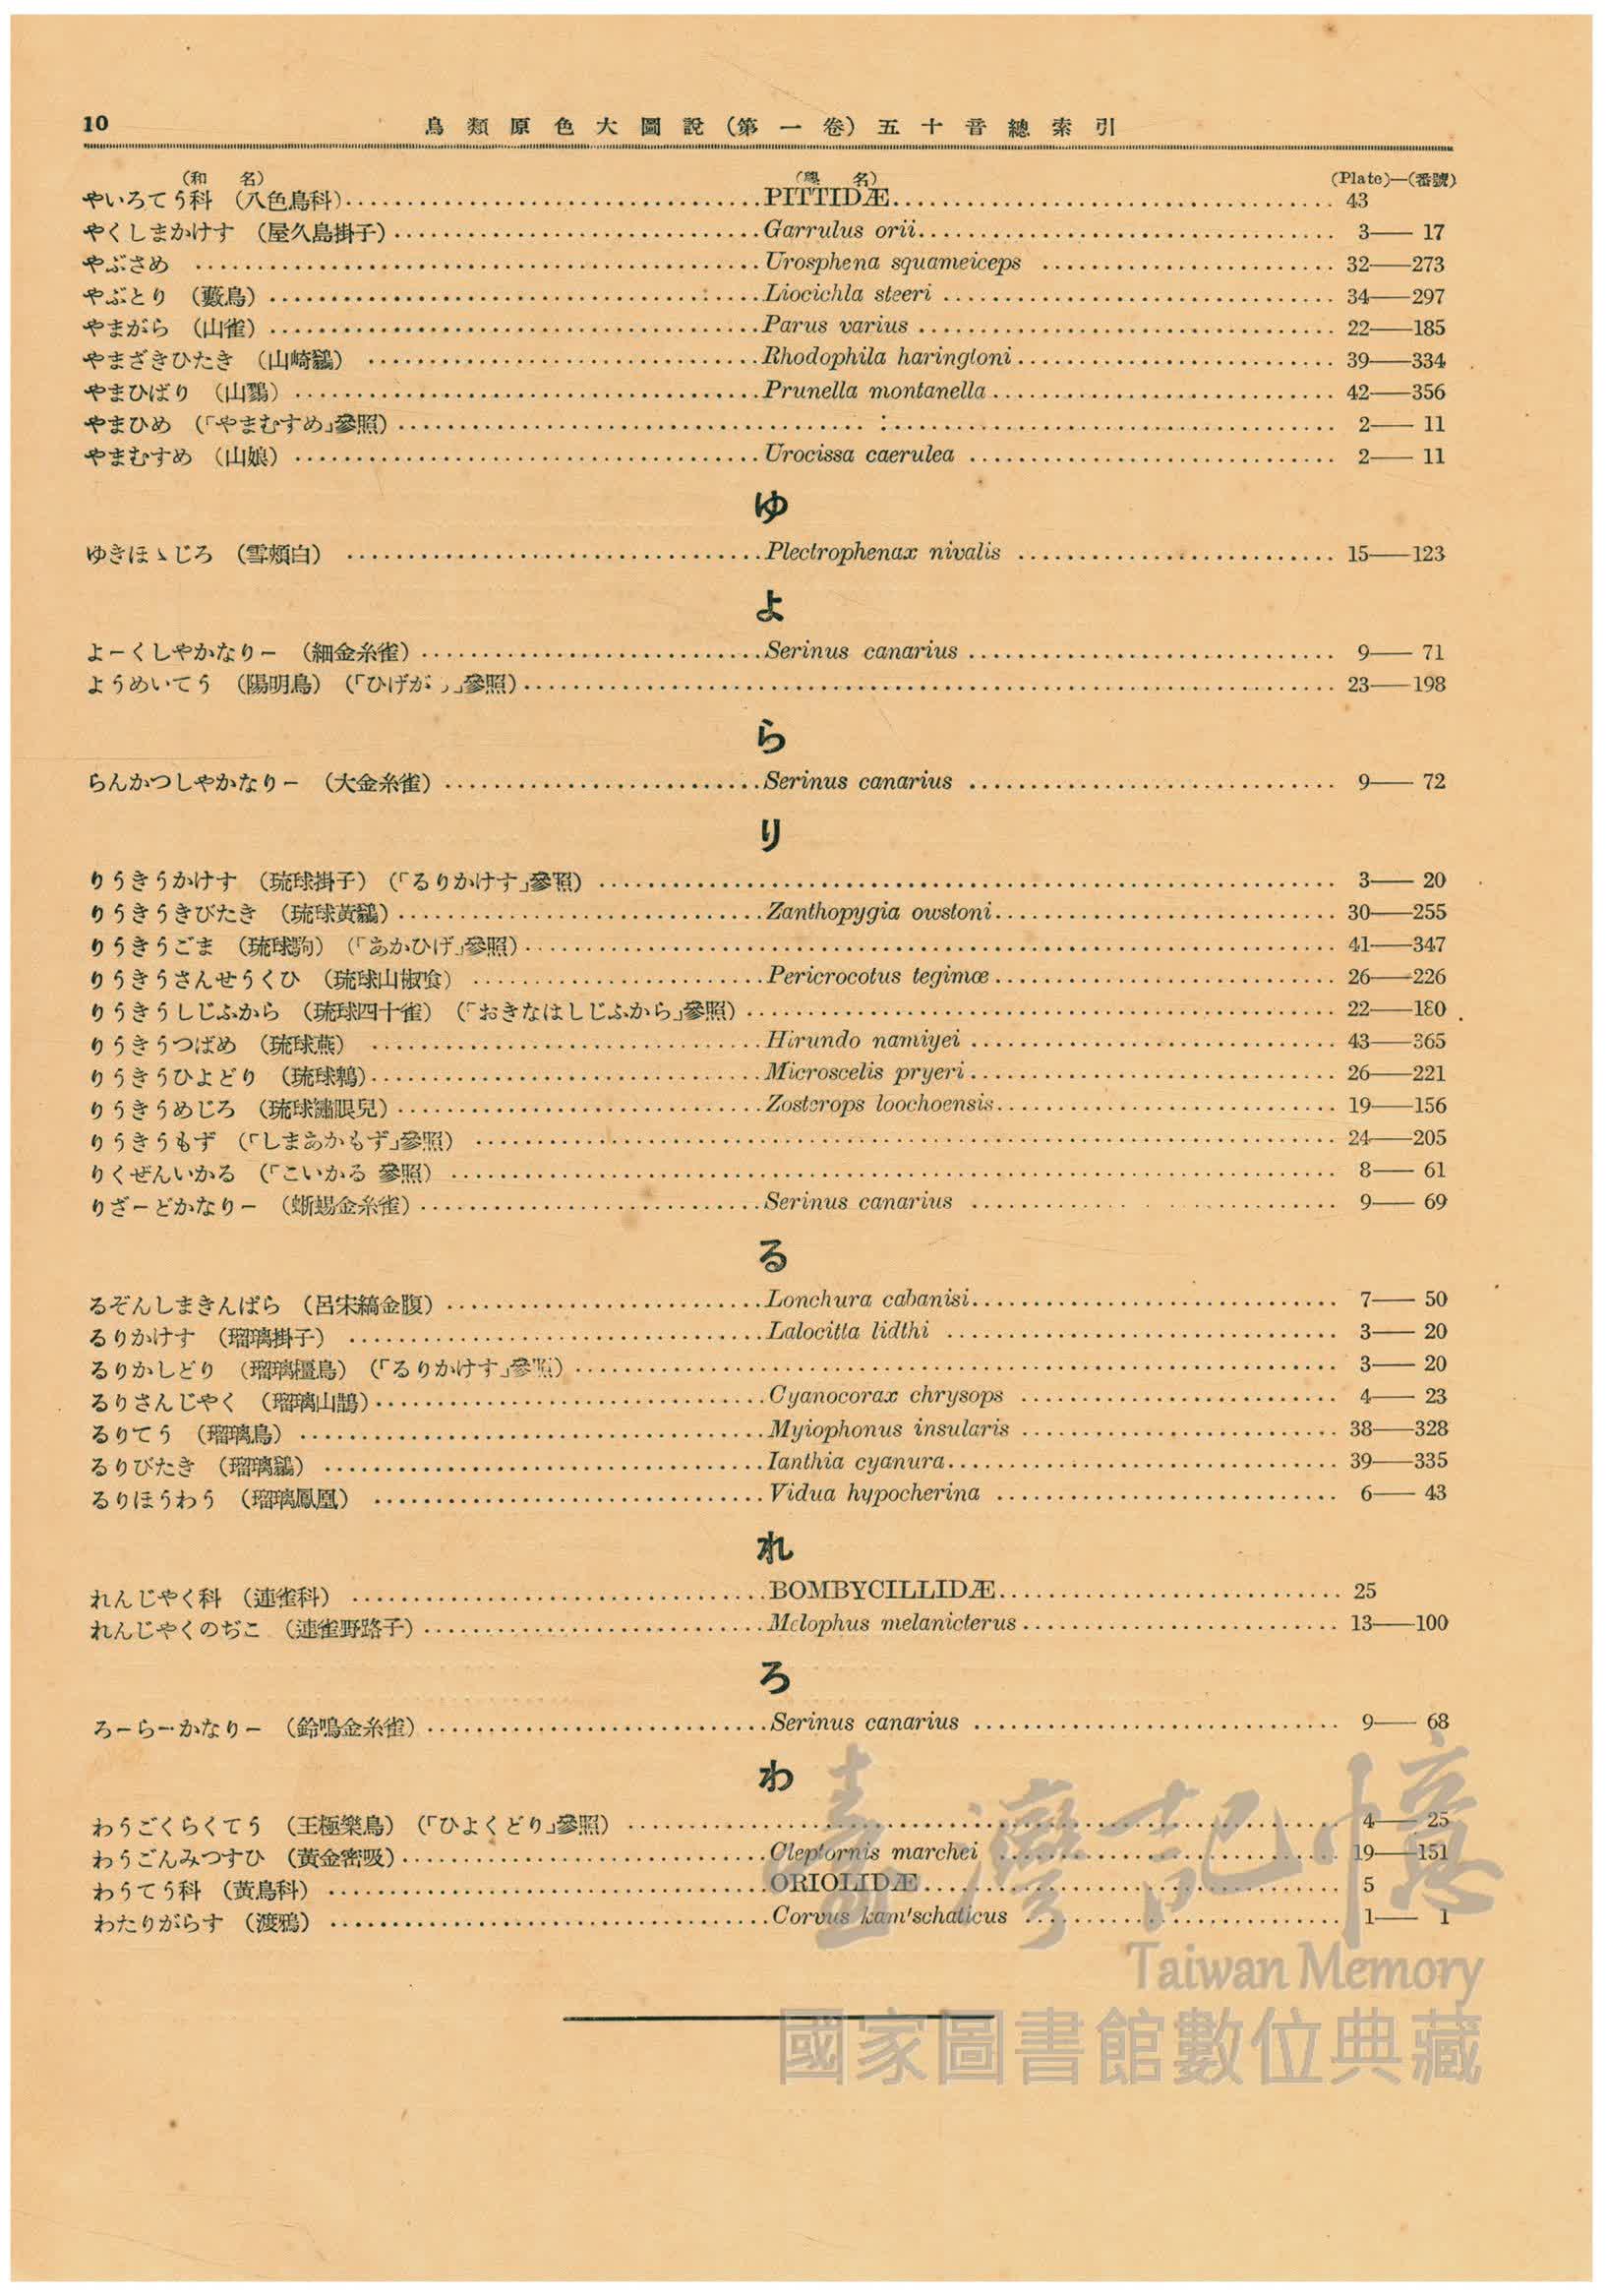 10
鳥類原色大圖說(第一卷)五十音總索引
(和名) (學名) (Plate)—(番號)
やいろてう科 (八色鳥科)........PITTIDÆ........43
やくしまかけす (屋久島掛子)........Garrulus orii........3—17
やぶさめ ........Urosphena squameiceps ........32—273
やぶとり (藪鳥)........Liocichla steeri ........34—297
やまがら (山雀)........Parus varius ........22—185
やまざきひたき (山崎鶲) ........Rhodophila haringtoni........39—334
やまひばり (山鷚)........Prunella montanella........42—356
やまひめ (「やまむすめ」參照)........2—11
やまむすめ (山娘)........Urocissa caerulea ........2—11
ゆ
ゆきほゝじろ (雪頰白) ........Plectrophenax nivalis ........15—123
よ
よーくしやかなりー (細金糸雀)........Serinus canarius ........9—71
ようめいてう (陽明鳥) (「ひげが」參照)........23—198
ら
らんかつしやかなりー (大金糸雀)........Serinus canarius ........9—72
り
りうきうかけす (琉球掛子) (「るりかけす」參照)........3—20
りうきうきびたき (琉球黃鶲)........Zanthopygia owstoni........30—255
りうきうごま (琉球駒) (「あかひげ」參照)........41—347
りうきうさんせうくひ (琉球山椒喰) ........Pericrocotus tegimæ........26—226
りうきうしじふから (琉球四十雀) (「おきなはしじふから」參照)........22—180
りうきうつばめ (琉球燕) ........Hirundo namiyei ........43—365
りうきうひよどり (琉球鵯)........Microscelis pryeri........26—221
りうきうめじろ (琉球繡眼兒)........Zosterops loochoensis........19—156
りうきうもず (「しまあかもず」參照) ........24—205
りくぜんいかる (「こいかる 參照) ........8—61
りざーどかなりー (蜥蜴金糸雀)........Serinus canarius ........9—69
る
るぞんしまきんぱら (呂宋縞金腹) ........Lonchura cabanisi........7—50
るりかけす (瑠璃掛子) ........Lalocitta lidthi ........3—20
るりかしどり (瑠璃橿鳥) (「るりかけす」參照) ........3—20
るりさんじやく (瑠璃山鵲)........Cyanocorax chrysops ........4—23
るりてう (瑠璃鳥) ........Myiophonus insularis ........38—328
るりびたき (瑠璃鶲) ........Ianthia cyanura........39—335
るりほうわう (瑠璃鳳凰) ........Vidua hypocherina ........6—43
れ
れんじやく科 (連雀科) ........BOMBYCILLIDÆ........25
れんじやくのぢこ (連雀野路子)........Melophus melanicterus........13—100
ろ
ろーらーかなりー (鈴鳴金糸雀)........Serinus canarius ........9—68
わ
わうごくらくてう (王極樂鳥) (「ひよくどり」參照) ........4—25
わうごんみつすひ (黃金密吸)........Cleptornis marchei ........19—151
わうてう科 (黃鳥科) ........ORIOLIDÆ........5
わたりがらす (渡鴉) ........Corvus kam'schaticus ........1—1
臺灣記憶
Taiwan Memory
國家圖書館數位典藏